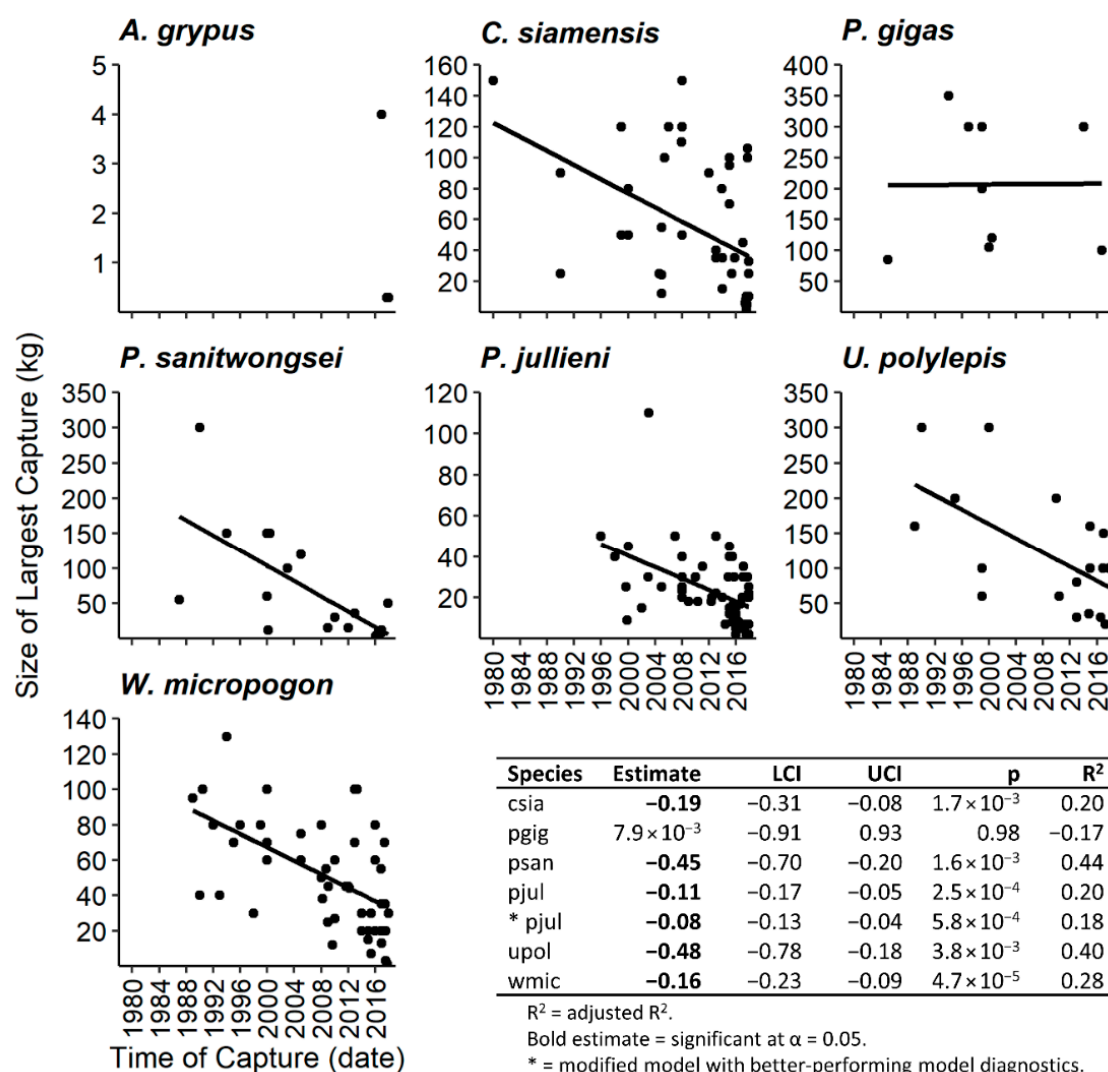 A. grypus
C. siamensis
P. gigas
5
4
3
2
1
160
140
120
100
80
60
40
20
400
350
300
250
200
150
100
50
Size of Largest Capture (kg)
P. sanitwongsei
P. jullieni
U. polylepis
350
300
250
200
150
100
50
120
100
80
60
40
20
350
300
250
200
150
100
50
1980 1984 1988 1992 1996 2000 2004 2008 2012 2016
1980 1984 1988 1992 1996 2000 2004 2008 2012 2016
W. micropogon
140
120
100
80
60
40
20
1980 1984 1988 1992 1996 2000 2004 2008 2012 2016
Time of Capture (date)
Species Estimate LCI UCI p R²
csia −0.19 −0.31 −0.08 1.7 × 10⁻³ 0.20
pgig 7.9 × 10⁻³ −0.91 0.93 0.98 −0.17
psan −0.45 −0.70 −0.20 1.6 × 10⁻³ 0.44
pjul −0.11 −0.17 −0.05 2.5 × 10⁻⁴ 0.20
* pjul −0.08 −0.13 −0.04 5.8 × 10⁻⁴ 0.18
upol −0.48 −0.78 −0.18 3.8 × 10⁻³ 0.40
wmic −0.16 −0.23 −0.09 4.7 × 10⁻⁵ 0.28
R² = adjusted R².
Bold estimate = significant at α = 0.05.
* = modified model with better-performing model diagnostics.